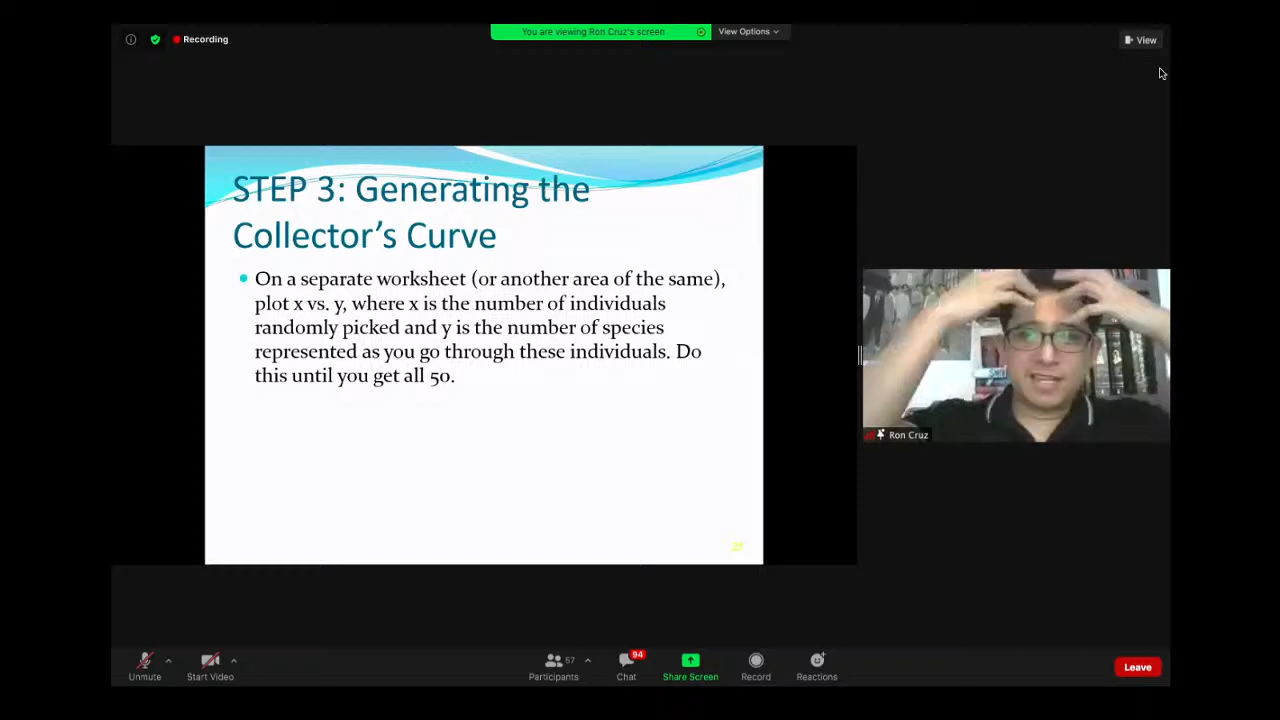 Recording
You are viewing Ron Cruz's screen
View Options
View
STEP 3: Generating the
Collector's Curve
On a separate worksheet (or another area of the same),
plot x vs. y, where x is the number of individuals
randomly picked and y is the number of species
represented as you go through these individuals. Do
this until you get all 50.
Ron Cruz
Unmute
Start Video
57
Participants
94
Chat
Share Screen
Record
Reactions
Leave